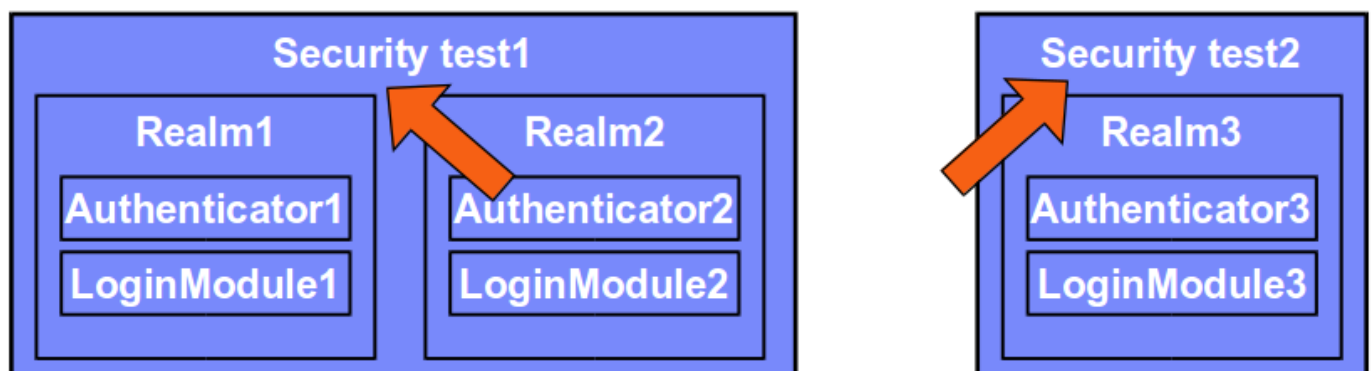 Security test1
Realm1
Authenticator1
LoginModule1
Realm2
Authenticator2
LoginModule2
Security test2
Realm3
Authenticator3
LoginModule3